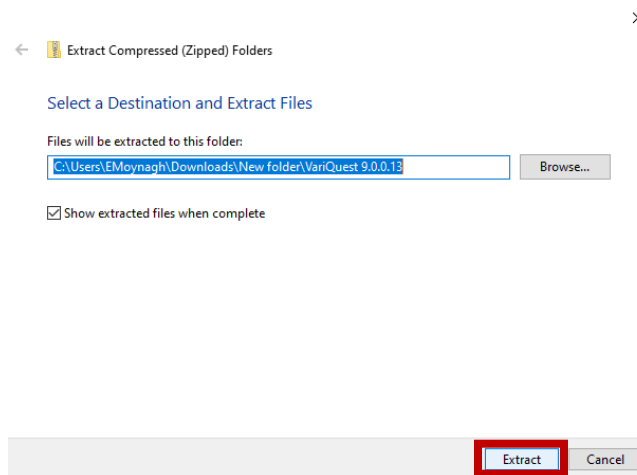 Extract Compressed (Zipped) Folders
Select a Destination and Extract Files
Files will be extracted to this folder:
C:\Users\EMoynagh\Downloads\New folder\VariQuest 9.0.0.13
Browse...
Show extracted files when complete
Extract
Cancel